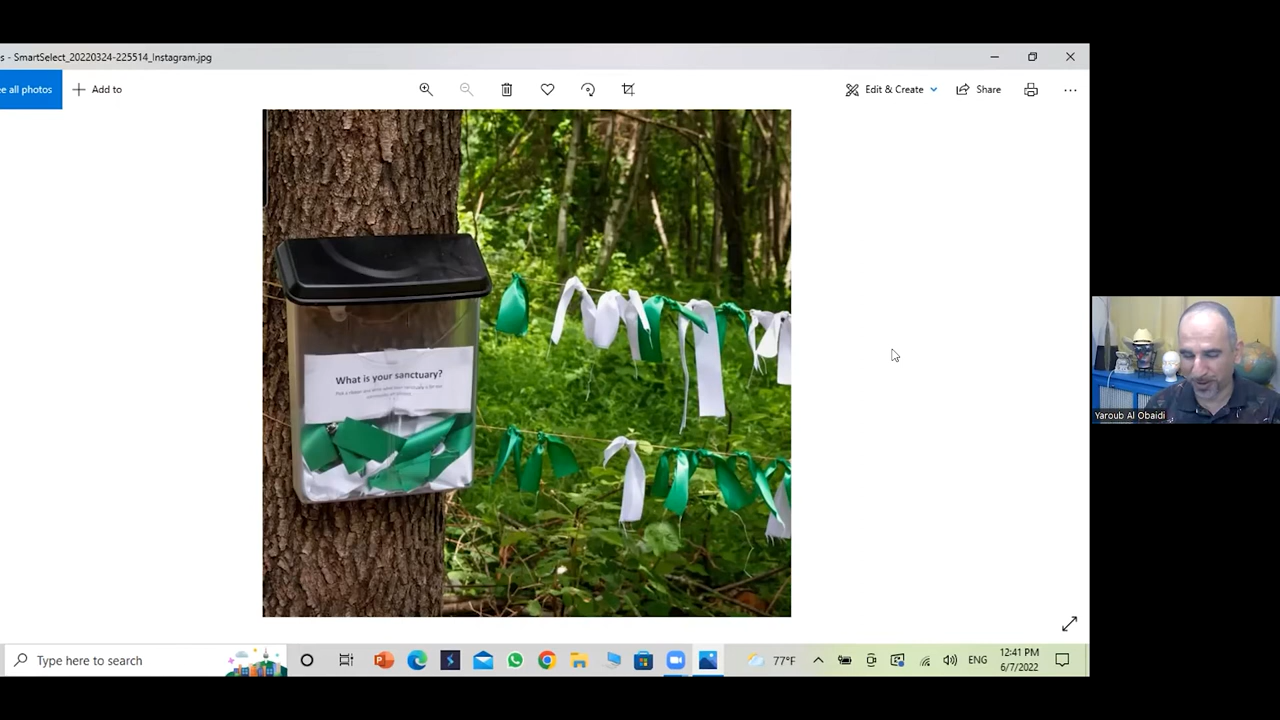 s - SmartSelect_20220324-225514_Instagram.jpg
ee all photos
Add to
Edit & Create
Share
What is your sanctuary?
Yaroub Al Obaidi
Type here to search
77°F
ENG
12:41 PM
6/7/2022